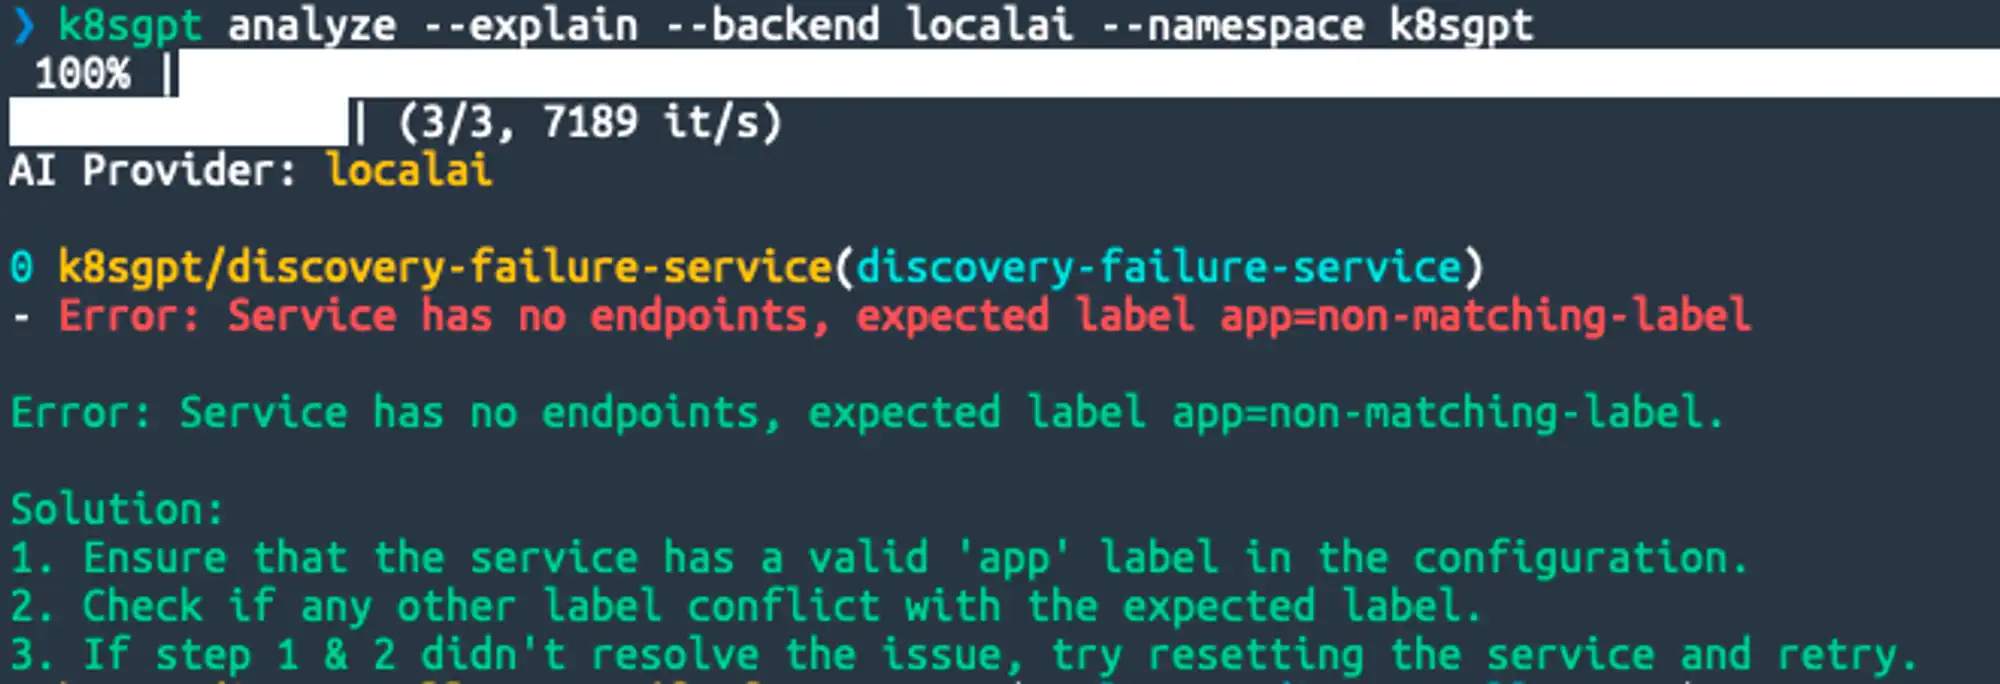 ❯ k8sgpt analyze --explain --backend localai --namespace k8sgpt
100% |
| (3/3, 7189 it/s)
AI Provider: localai
0 k8sgpt/discovery-failure-service(discovery-failure-service)
- Error: Service has no endpoints, expected label app=non-matching-label
Error: Service has no endpoints, expected label app=non-matching-label.
Solution:
1. Ensure that the service has a valid 'app' label in the configuration.
2. Check if any other label conflict with the expected label.
3. If step 1 & 2 didn't resolve the issue, try resetting the service and retry.